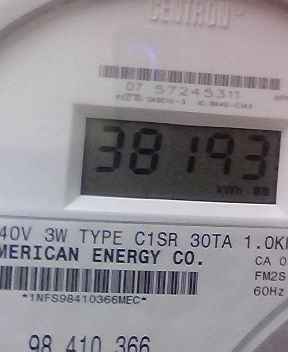 CENTRON®
07 57245311
38193
kWh
40V 3W TYPE C1SR 30TA 1.0K
MERICAN ENERGY CO.
CA 0
FM2S
60Hz
*1NFS98410366MEC*
98 410 366